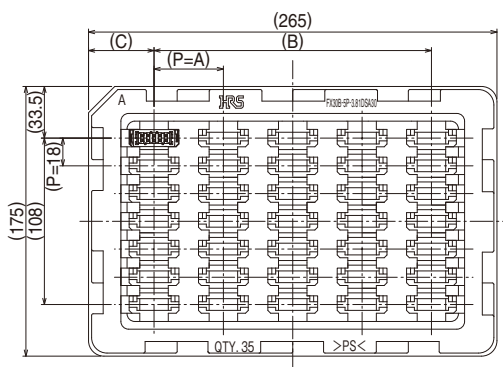 (265)
(C)
(B)
(P=A)
A
HRS
FX30B-5P-3.81DSA30
(33.5)
(P=18)
(175)
(108)
QTY. 35
>PS<